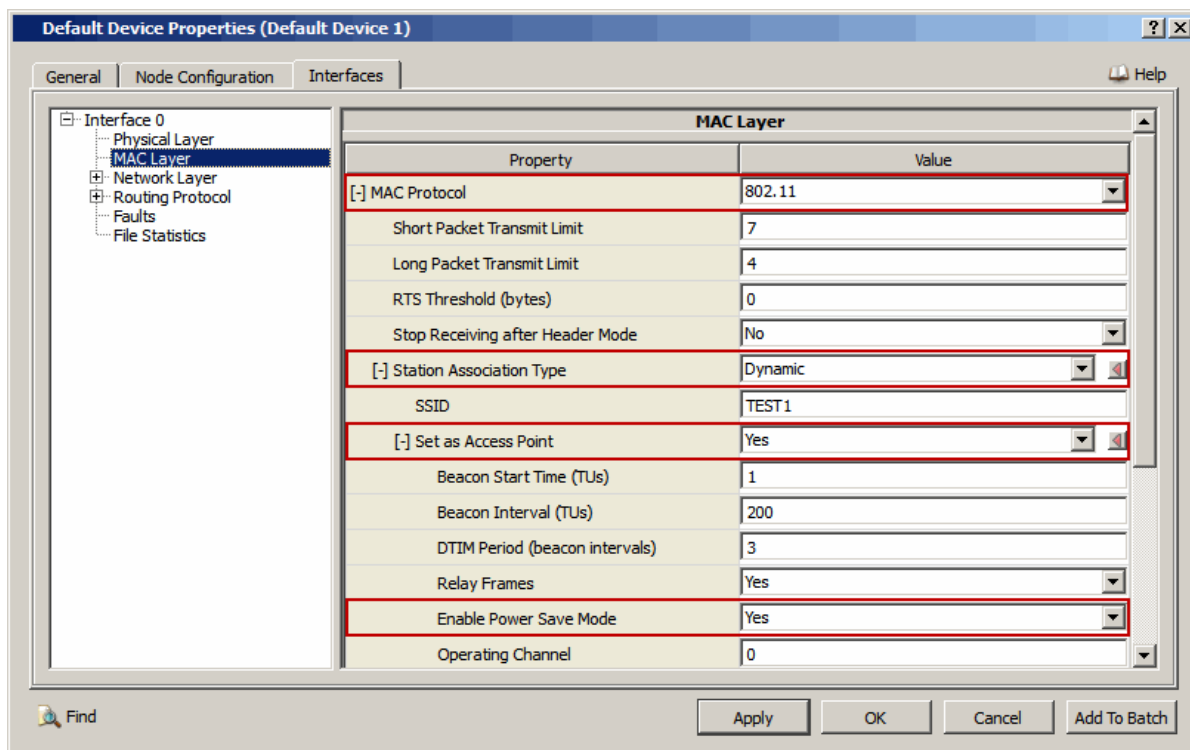 Default Device Properties (Default Device 1)
? X
General Node Configuration Interfaces Help
Interface 0
Physical Layer
MAC Layer
Network Layer
Routing Protocol
Faults
File Statistics
MAC Layer
Property Value
[-] MAC Protocol 802.11
Short Packet Transmit Limit 7
Long Packet Transmit Limit 4
RTS Threshold (bytes) 0
Stop Receiving after Header Mode No
[-] Station Association Type Dynamic
SSID TEST1
[-] Set as Access Point Yes
Beacon Start Time (TUs) 1
Beacon Interval (TUs) 200
DTIM Period (beacon intervals) 3
Relay Frames Yes
Enable Power Save Mode Yes
Operating Channel 0
Find Apply OK Cancel Add To Batch